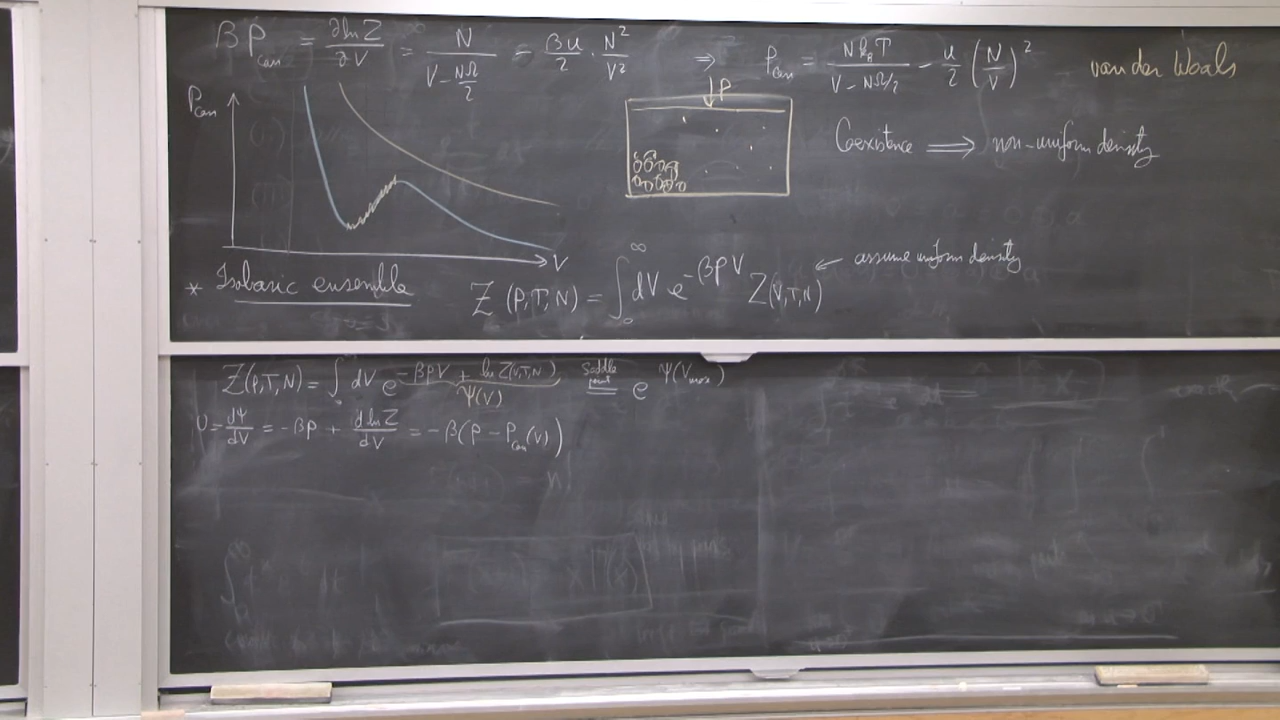 βP_can = ∂ln Z/∂V = N/(V - NΩ/2) - βu/2 · N²/V² ⇒ P_can = Nk_BT/(V - NΩ/2) - u/2 (N/V)² van der Waals
P_can
↓P
Coexistence ⟹ non-uniform density
V
* Isobaric ensemble
Z(P,T,N) = ∫₀^∞ dV e^{-βPV} Z(V,T,N) ← assume uniform density
Z(P,T,N) = ∫₀^∞ dV e^{-βPV + ln Z(V,T,N)} Ψ(V) saddle point = e^{Ψ(V_max)}
0 = dΨ/dV = -βP + d ln Z/dV = -β(P - P_can(V))